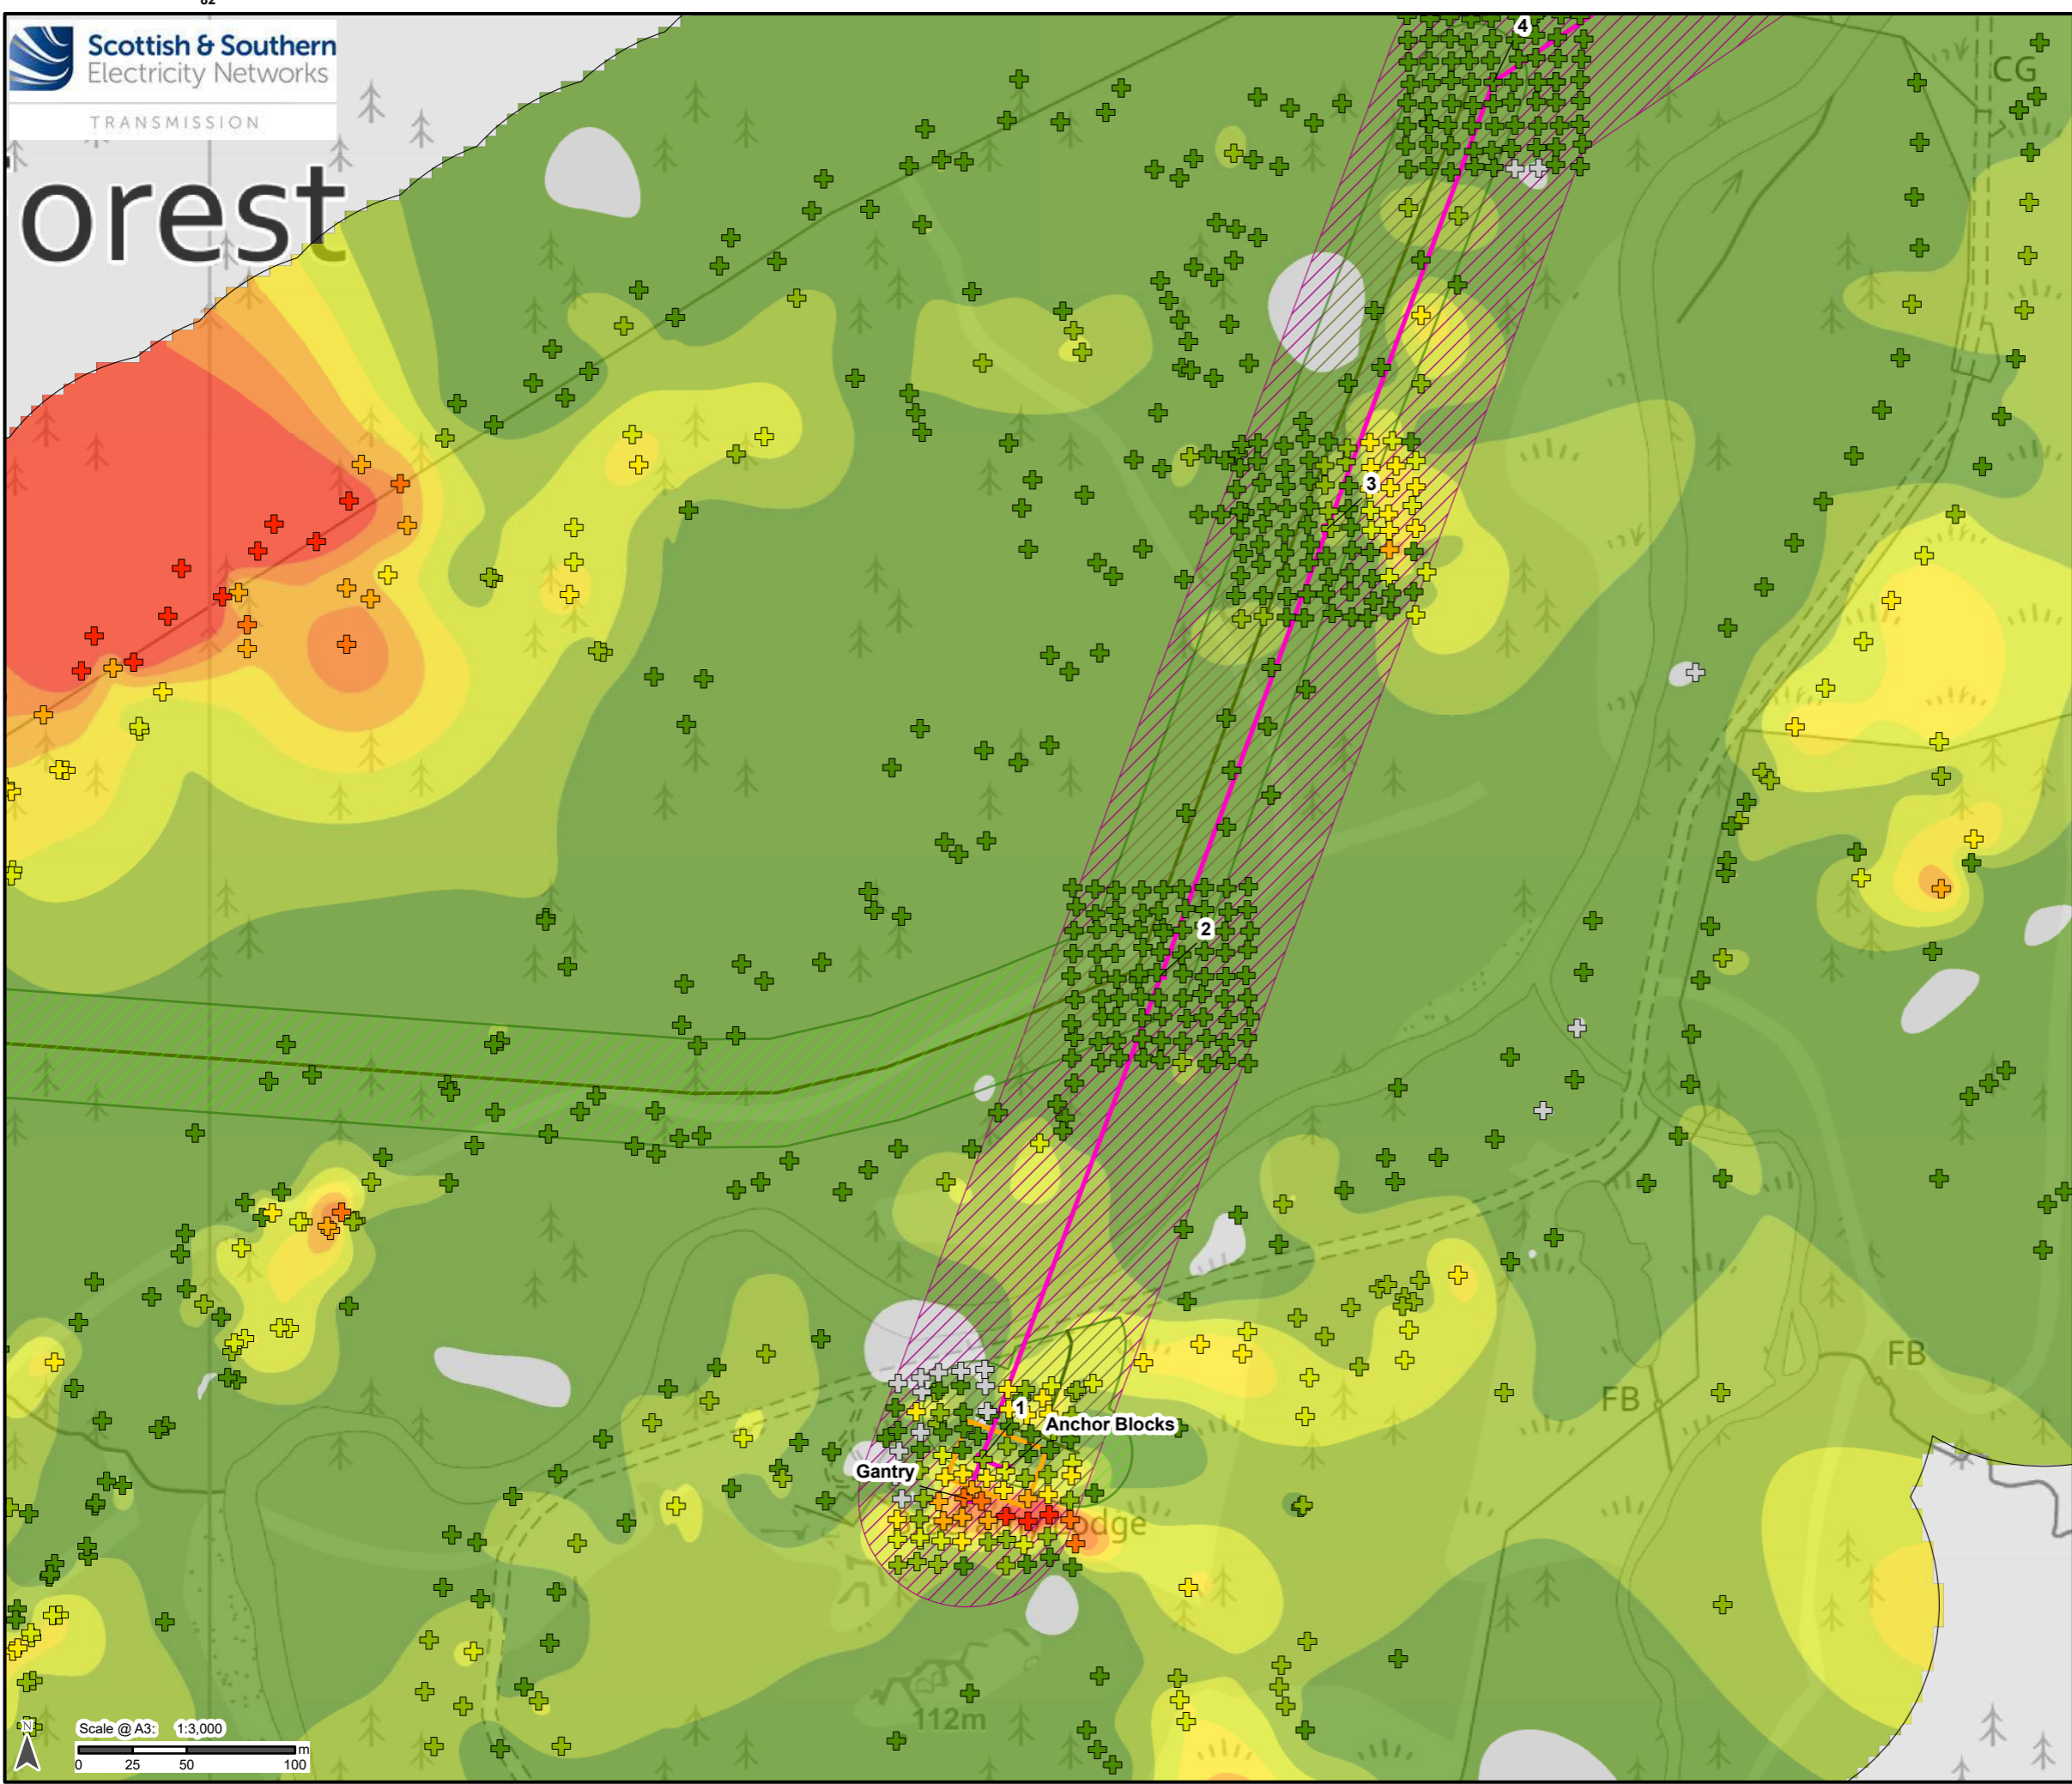 82
Scottish & Southern
Electricity Networks
TRANSMISSION
orest
4
CG
3
2
1
Anchor Blocks
Gantry
odge
FB
FB
112m
N
Scale @ A3: 1:3,000
m
0 25 50 100